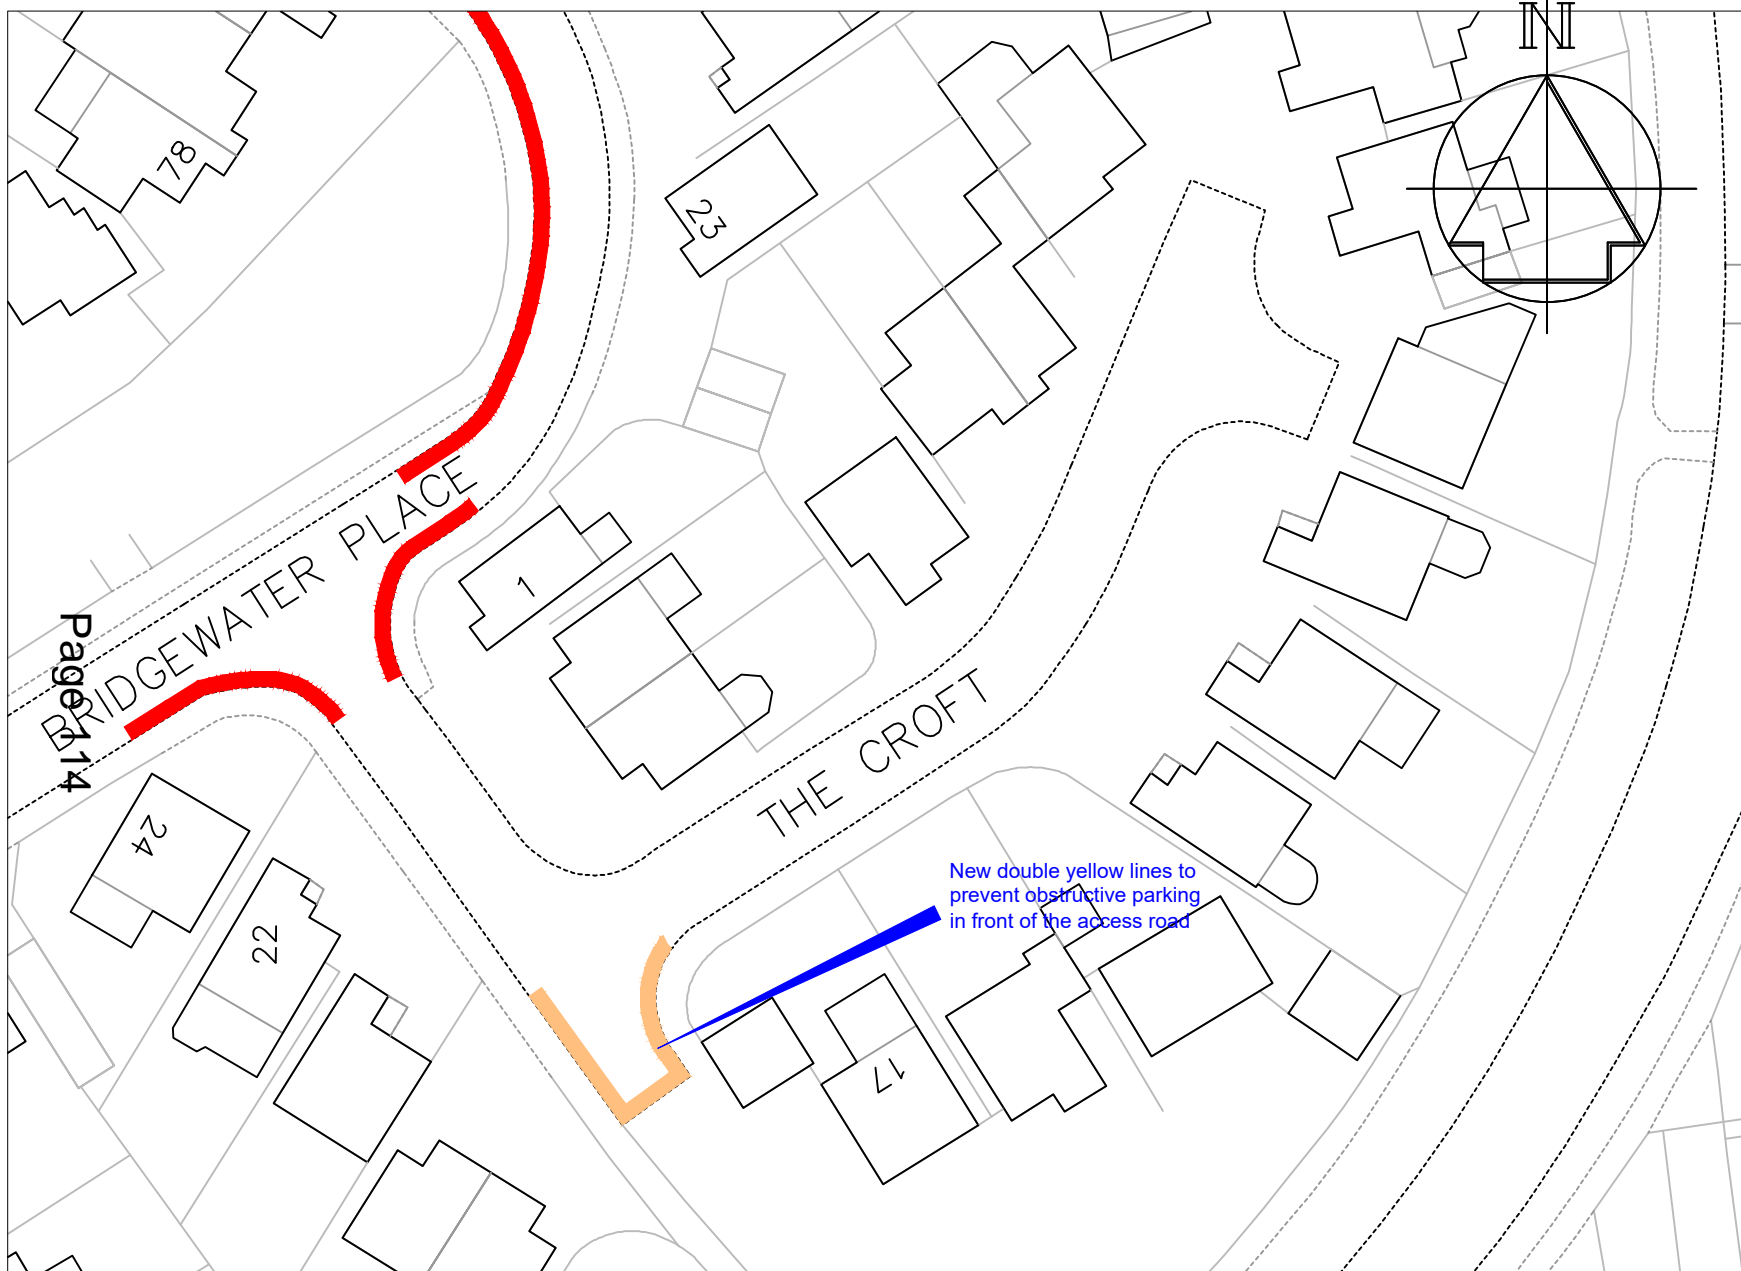 N
78
23
BRIDGEWATER PLACE
1
Page 114
THE CROFT
24
22
New double yellow lines to
prevent obstructive parking
in front of the access road
17